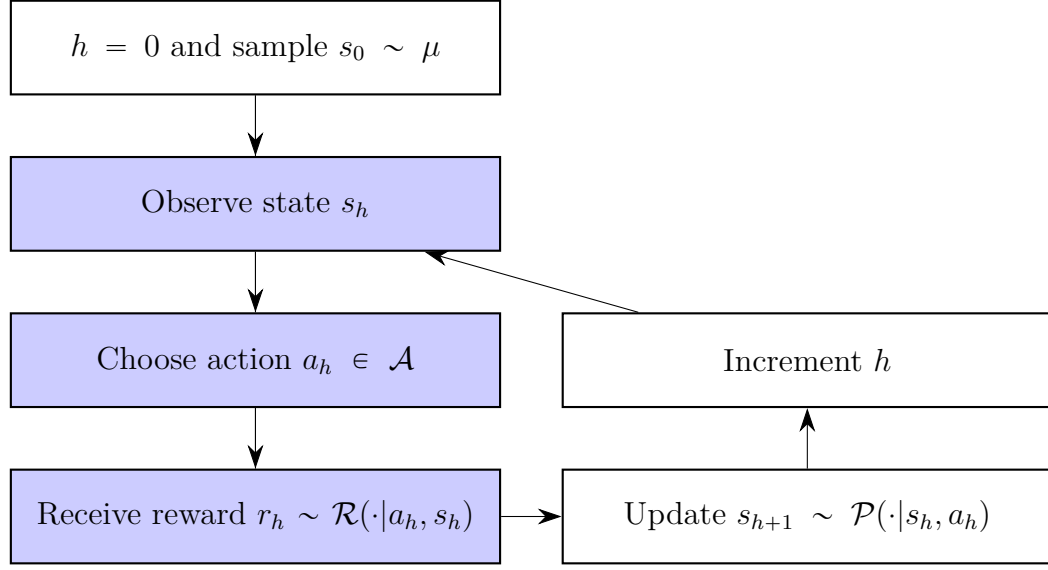 h = 0 and sample s₀ ∼ μ
Observe state sₕ
Choose action aₕ ∈ 𝒜
Increment h
Receive reward rₕ ∼ ℛ(·|aₕ, sₕ)
Update sₕ₊₁ ∼ 𝒫(·|sₕ, aₕ)